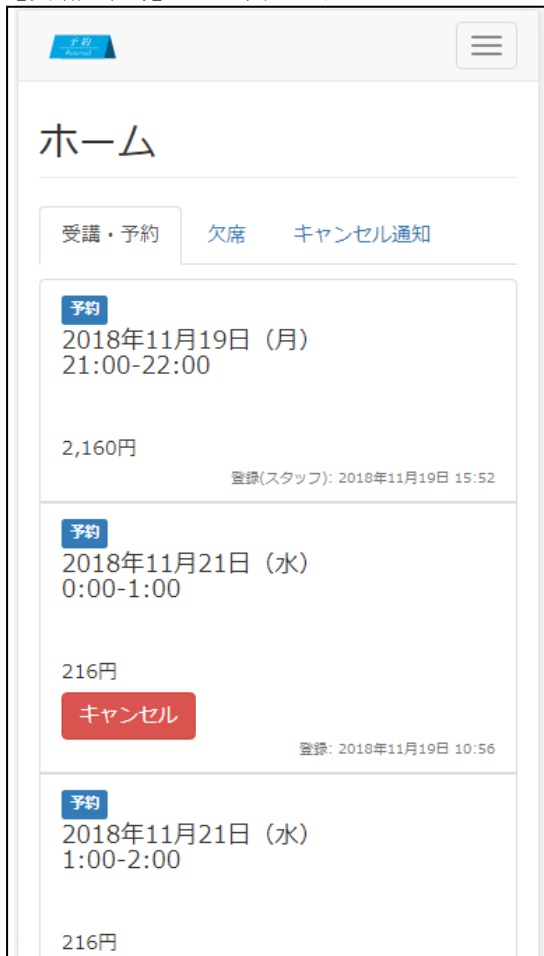 予約
ホーム
受講・予約 欠席 キャンセル通知
予約
2018年11月19日（月）
21:00-22:00
2,160円
登録(スタッフ): 2018年11月19日 15:52
予約
2018年11月21日（水）
0:00-1:00
216円
キャンセル
登録: 2018年11月19日 10:56
予約
2018年11月21日（水）
1:00-2:00
216円